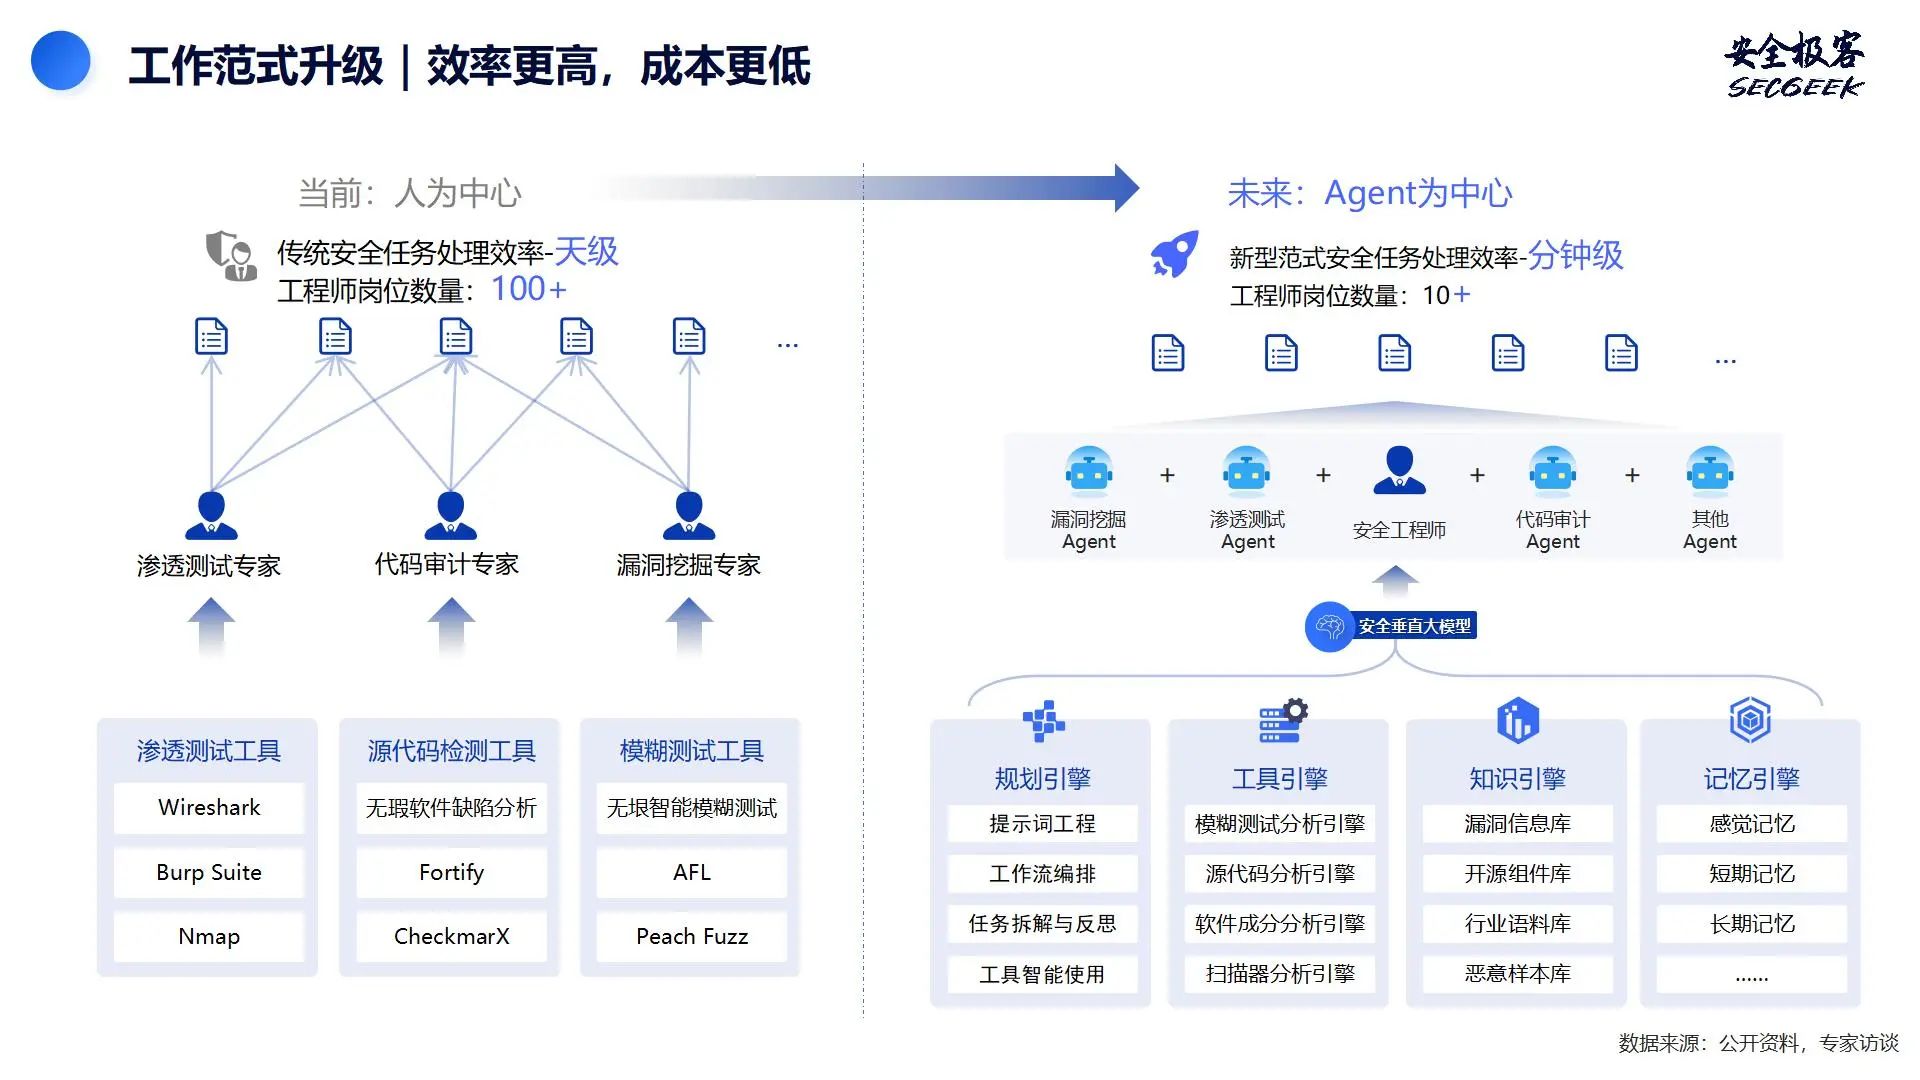 工作范式升级 | 效率更高，成本更低
安全极客
SECGEEK
当前：人为中心
传统安全任务处理效率-天级
工程师岗位数量：100+
...
渗透测试专家
代码审计专家
漏洞挖掘专家
渗透测试工具
Wireshark
Burp Suite
Nmap
源代码检测工具
无瑕软件缺陷分析
Fortify
CheckmarX
模糊测试工具
无垠智能模糊测试
AFL
Peach Fuzz
未来：Agent为中心
新型范式安全任务处理效率-分钟级
工程师岗位数量：10+
...
漏洞挖掘
Agent
+
渗透测试
Agent
+
安全工程师
+
代码审计
Agent
+
其他
Agent
安全垂直大模型
规划引擎
提示词工程
工作流编排
任务拆解与反思
工具智能使用
工具引擎
模糊测试分析引擎
源代码分析引擎
软件成分分析引擎
扫描器分析引擎
知识引擎
漏洞信息库
开源组件库
行业语料库
恶意样本库
记忆引擎
感觉记忆
短期记忆
长期记忆
......
数据来源：公开资料，专家访谈